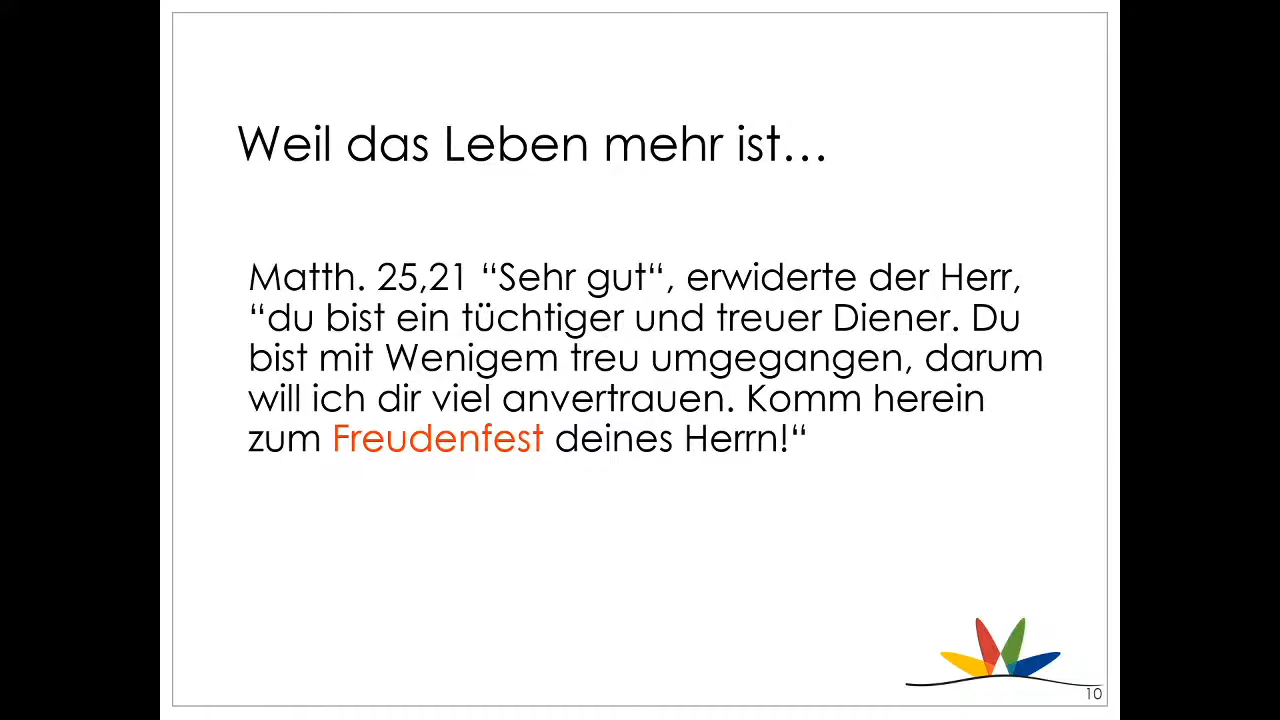 Weil das Leben mehr ist…
Matth. 25,21 “Sehr gut“, erwiderte der Herr,
“du bist ein tüchtiger und treuer Diener. Du
bist mit Wenigem treu umgegangen, darum
will ich dir viel anvertrauen. Komm herein
zum Freudenfest deines Herrn!“
10